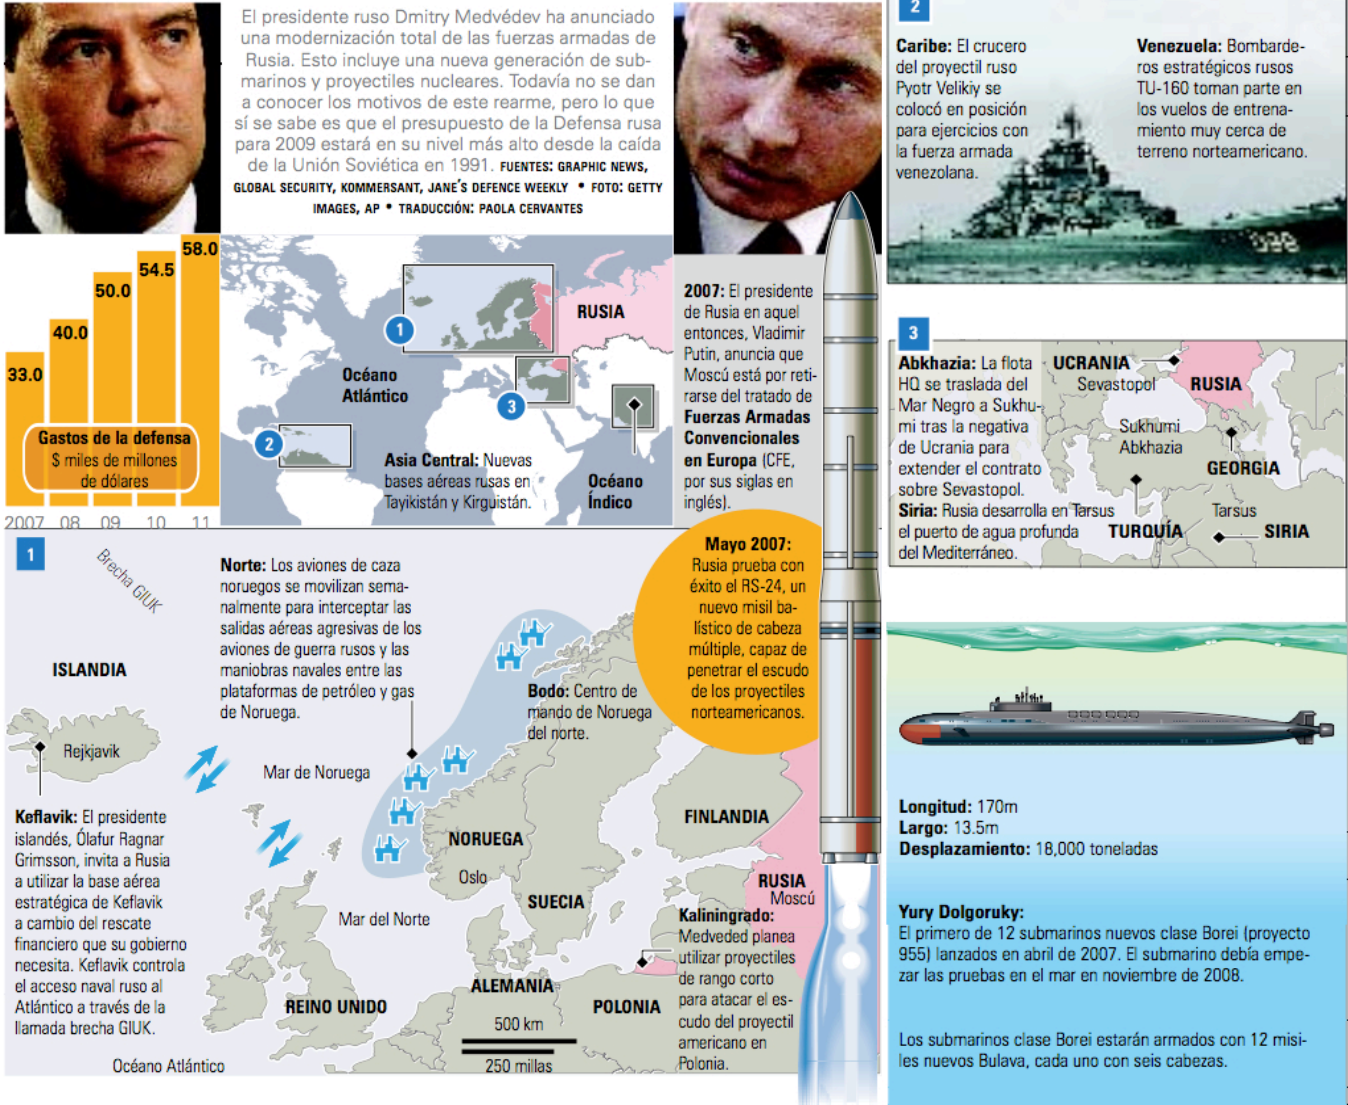 El presidente ruso Dmitry Medvédev ha anunciado
una modernización total de las fuerzas armadas de
Rusia. Esto incluye una nueva generación de sub-
marinos y proyectiles nucleares. Todavía no se dan
a conocer los motivos de este rearme, pero lo que
sí se sabe es que el presupuesto de la Defensa rusa
para 2009 estará en su nivel más alto desde la caída
de la Unión Soviética en 1991. FUENTES: GRAPHIC NEWS,
GLOBAL SECURITY, KOMMERSANT, JANE'S DEFENCE WEEKLY • FOTO: GETTY
IMAGES, AP • TRADUCCIÓN: PAOLA CERVANTES
33.0
40.0
50.0
54.5
58.0
Gastos de la defensa
$ miles de millones
de dólares
2007 08 09 10 11
1
2
3
RUSIA
Océano
Atlántico
Asia Central: Nuevas
bases aéreas rusas en
Tayikistán y Kirguistán.
Océano
Índico
2007: El presidente
de Rusia en aquel
entonces, Vladimir
Putin, anuncia que
Moscú está por reti-
rarse del tratado de
Fuerzas Armadas
Convencionales
en Europa (CFE,
por sus siglas en
inglés).
Mayo 2007:
Rusia prueba con
éxito el RS-24, un
nuevo misil ba-
lístico de cabeza
múltiple, capaz de
penetrar el escudo
de los proyectiles
norteamericanos.
2
Caribe: El crucero
del proyectil ruso
Pyotr Velikiy se
colocó en posición
para ejercicios con
la fuerza armada
venezolana.
Venezuela: Bombarde-
ros estratégicos rusos
TU-160 toman parte en
los vuelos de entrena-
miento muy cerca de
terreno norteamericano.
3
Abkhazia: La flota
HQ se traslada del
Mar Negro a Sukhu-
mi tras la negativa
de Ucrania para
extender el contrato
sobre Sevastopol.
Siria: Rusia desarrolla en Tarsus
el puerto de agua profunda
del Mediterráneo.
UCRANIA
Sevastopol
RUSIA
Sukhumi
Abkhazia
GEORGIA
TURQUÍA
Tarsus
SIRIA
1
Brecha GIUK
ISLANDIA
Rejkjavik
Norte: Los aviones de caza
noruegos se movilizan sema-
nalmente para interceptar las
salidas aéreas agresivas de los
aviones de guerra rusos y las
maniobras navales entre las
plataformas de petróleo y gas
de Noruega.
Bodo: Centro de
mando de Noruega
del norte.
Mar de Noruega
Keflavik: El presidente
islandés, Ólafur Ragnar
Grimsson, invita a Rusia
a utilizar la base aérea
estratégica de Keflavik
a cambio del rescate
financiero que su gobierno
necesita. Keflavik controla
el acceso naval ruso al
Atlántico a través de la
llamada brecha GIUK.
Océano Atlántico
Mar del Norte
REINO UNIDO
NORUEGA
Oslo
SUECIA
FINLANDIA
RUSIA
Moscú
ALEMANIA
POLONIA
500 km
250 millas
Kaliningrado:
Medveded planea
utilizar proyectiles
de rango corto
para atacar el es-
cudo del proyectil
americano en
Polonia.
Longitud: 170m
Largo: 13.5m
Desplazamiento: 18,000 toneladas
Yury Dolgoruky:
El primero de 12 submarinos nuevos clase Borei (proyecto
955) lanzados en abril de 2007. El submarino debía empe-
zar las pruebas en el mar en noviembre de 2008.
Los submarinos clase Borei estarán armados con 12 misi-
les nuevos Bulava, cada uno con seis cabezas.